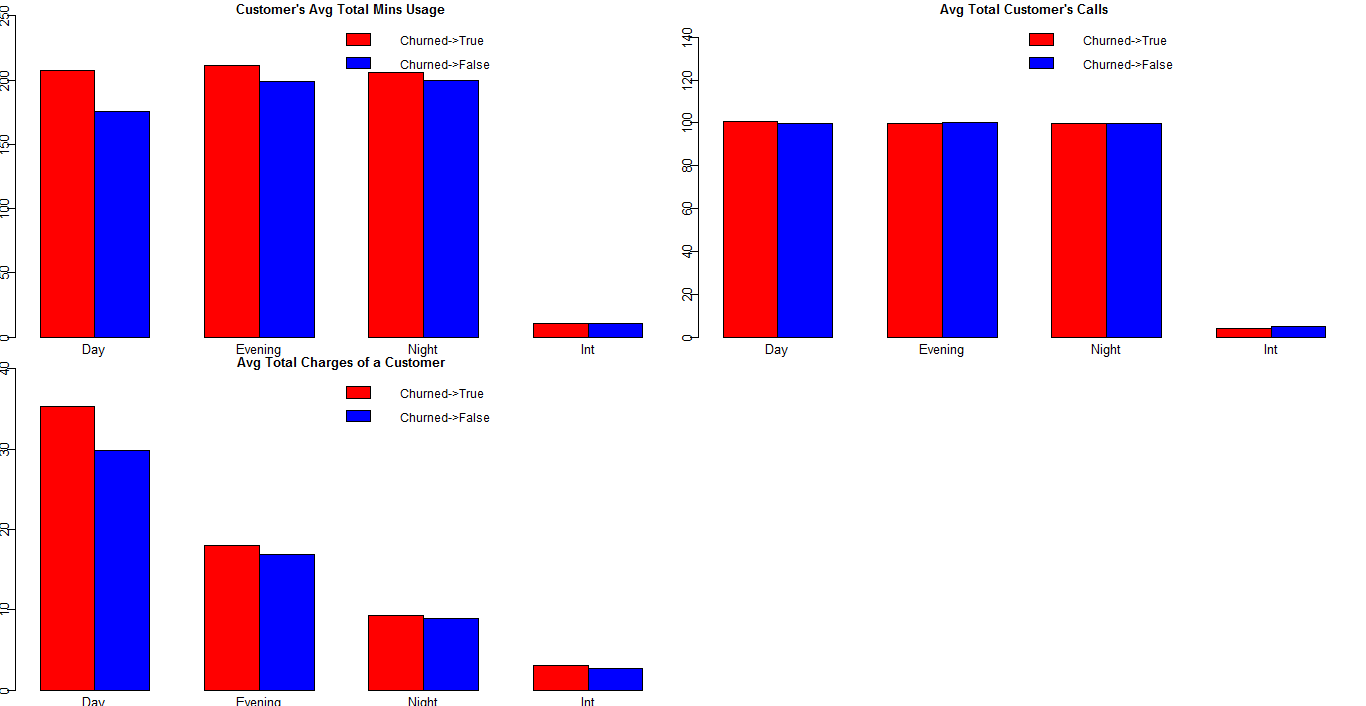 Customer's Avg Total Mins Usage
250
200
150
100
50
0
Churned->True
Churned->False
Day Evening Night Int
Avg Total Customer's Calls
140
120
100
80
60
40
20
0
Churned->True
Churned->False
Day Evening Night Int
Avg Total Charges of a Customer
40
30
20
10
0
Churned->True
Churned->False
Day Evening Night Int